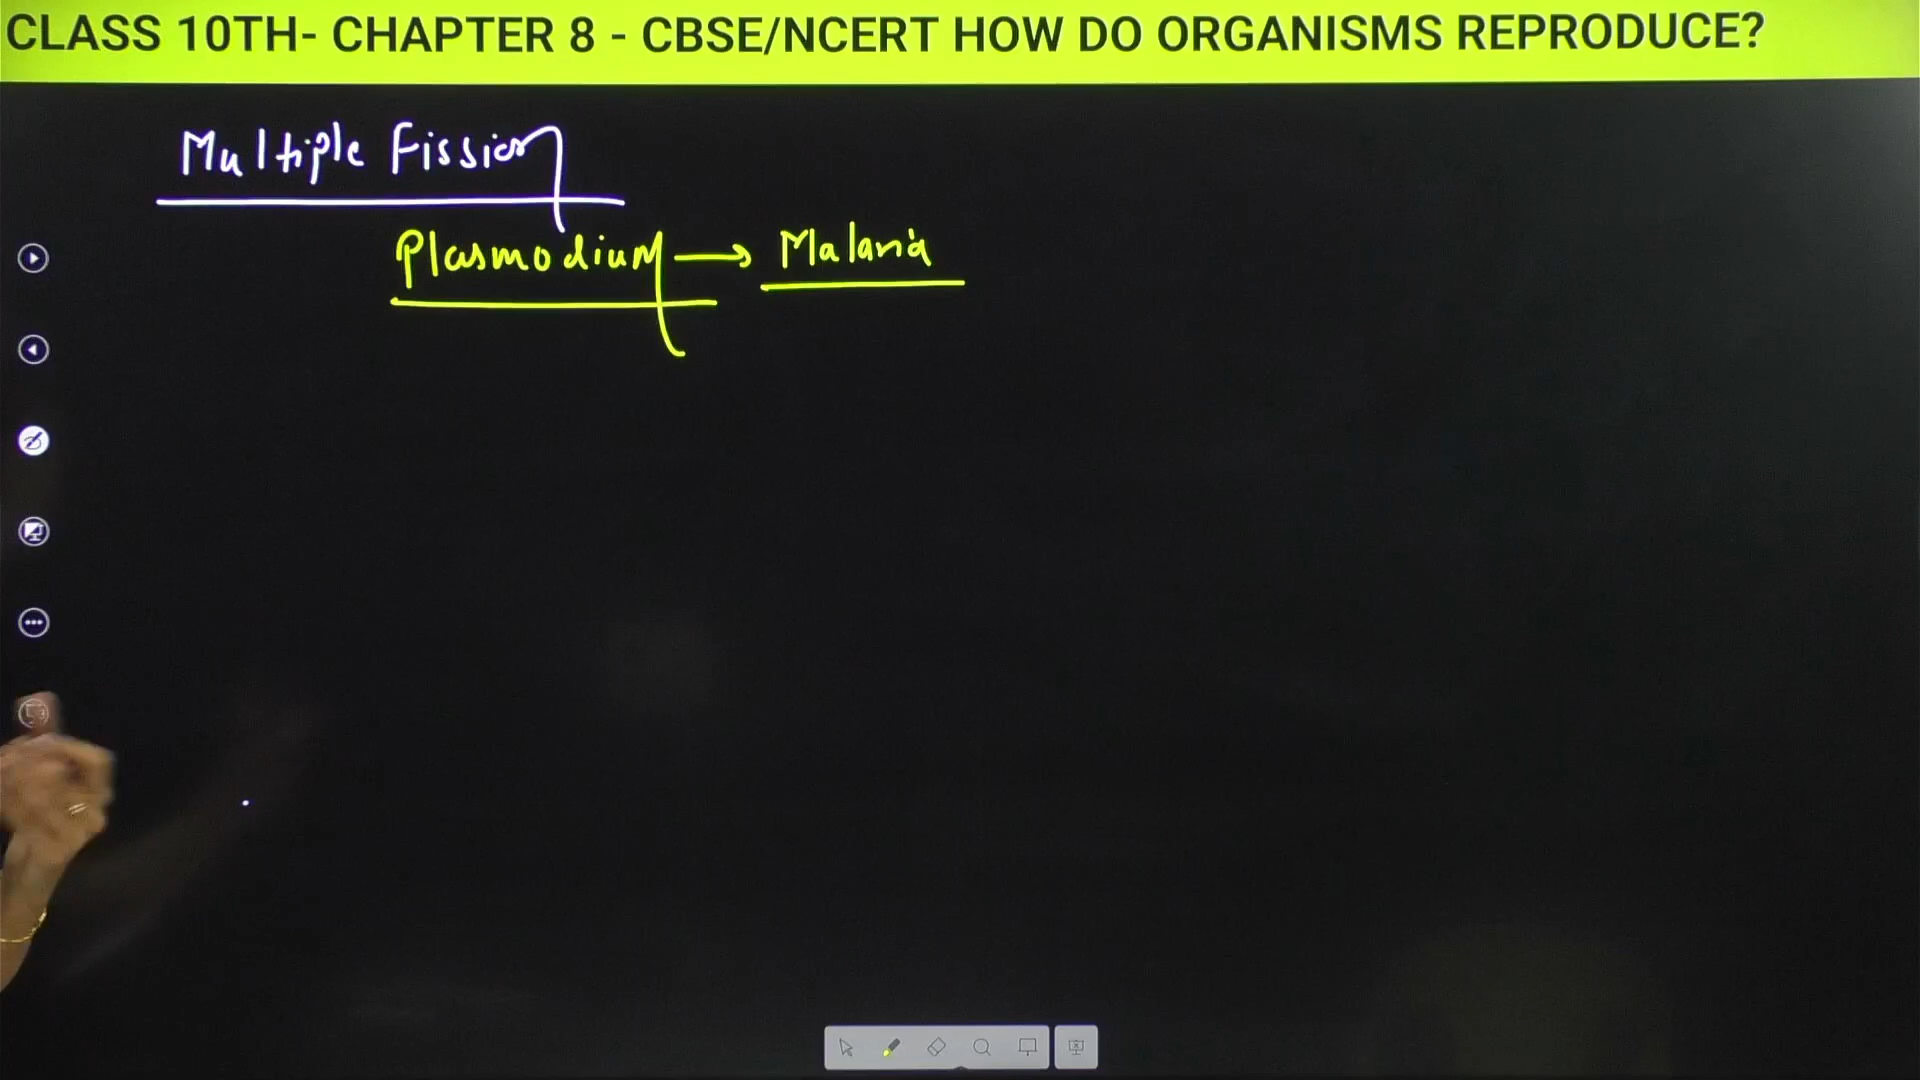 CLASS 10TH- CHAPTER 8 - CBSE/NCERT HOW DO ORGANISMS REPRODUCE?
Multiple Fission
Plasmodium → Malaria